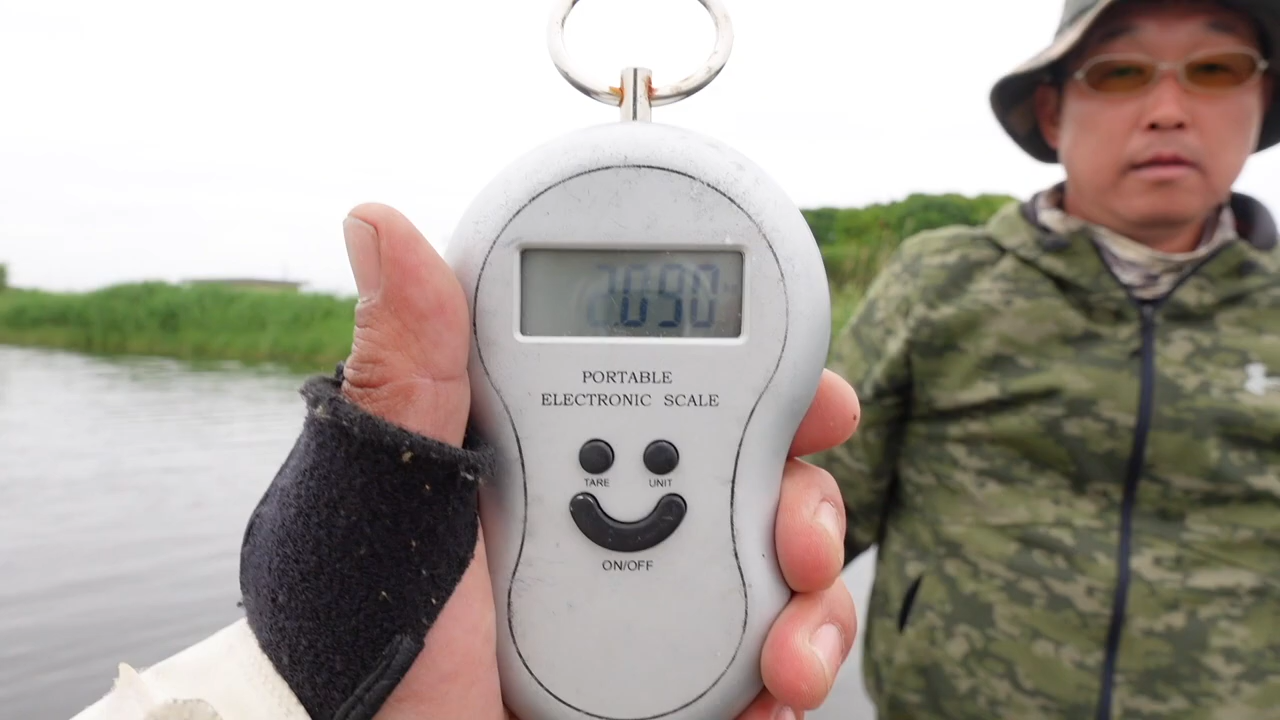 2090
PORTABLE
ELECTRONIC SCALE
TARE UNIT
ON/OFF